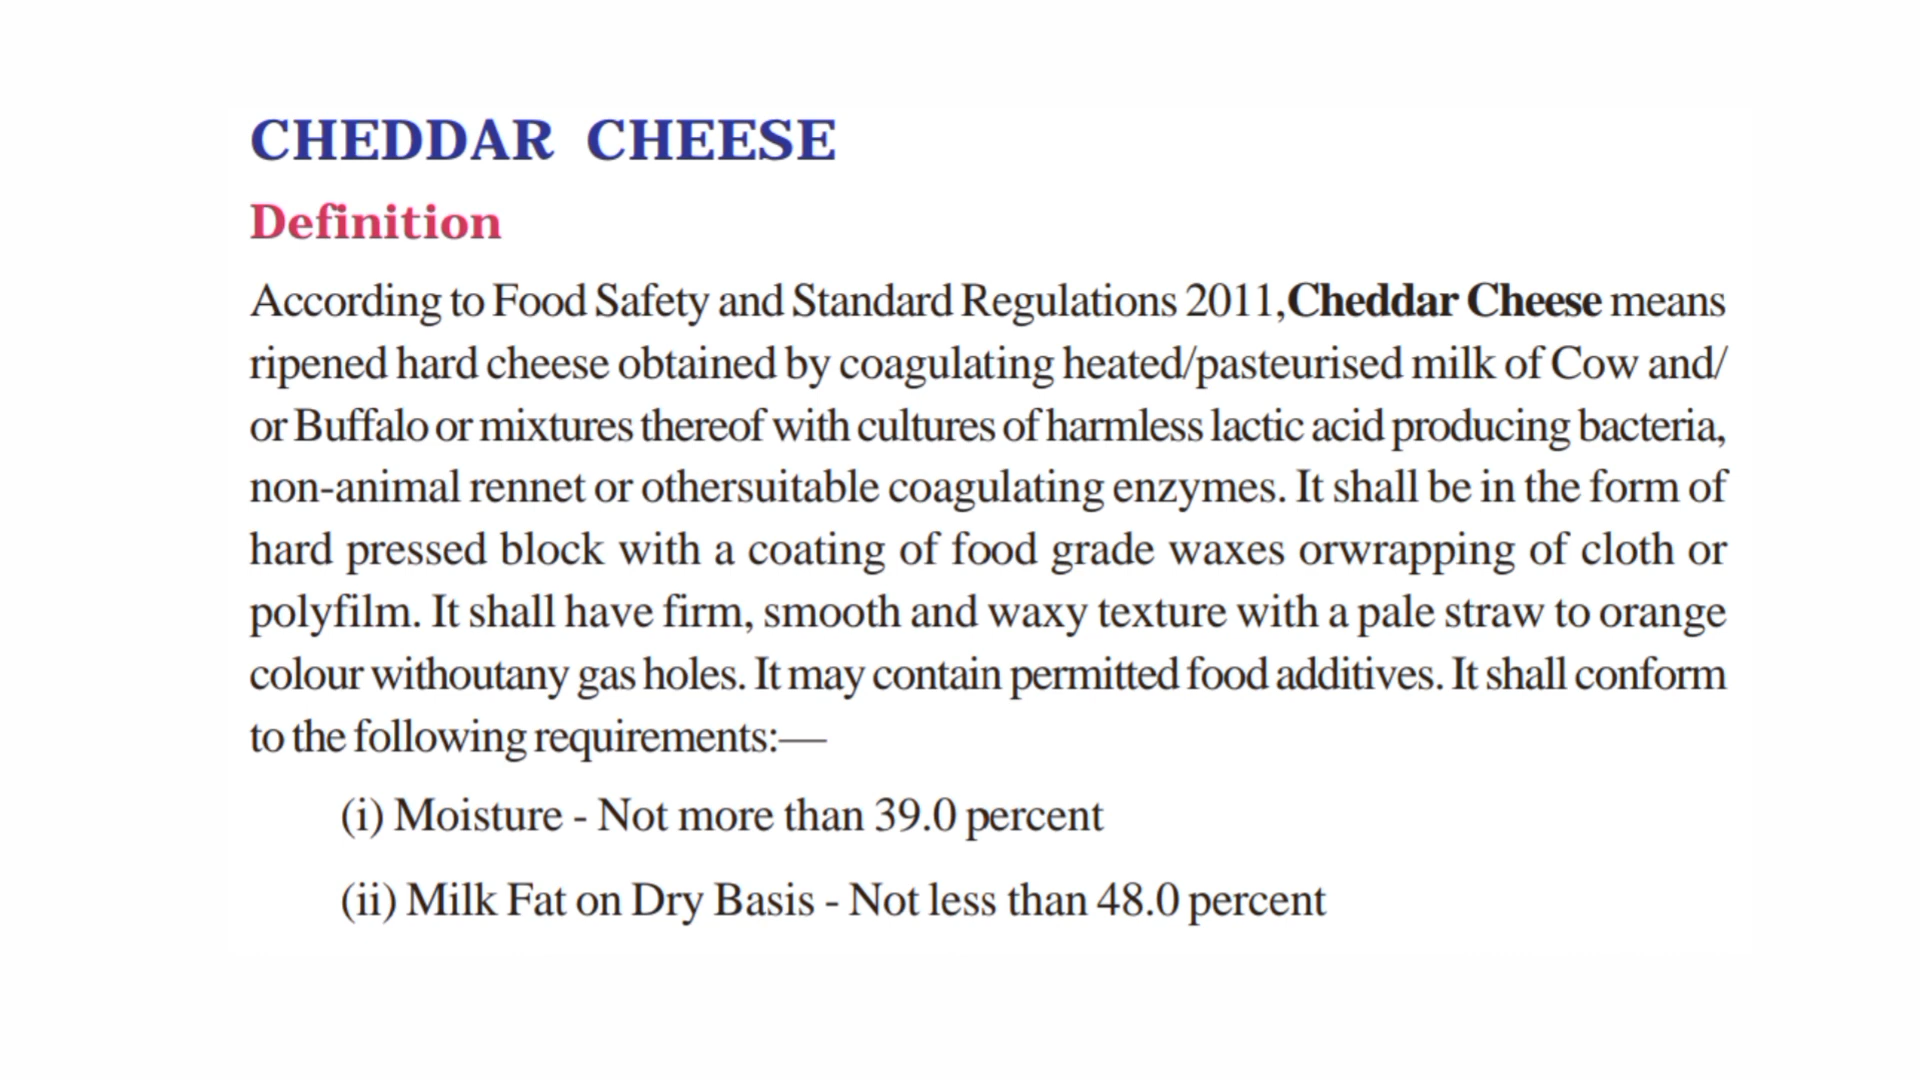 CHEDDAR CHEESE
Definition
According to Food Safety and Standard Regulations 2011,Cheddar Cheese means
ripened hard cheese obtained by coagulating heated/pasteurised milk of Cow and/
or Buffalo or mixtures thereof with cultures of harmless lactic acid producing bacteria,
non-animal rennet or othersuitable coagulating enzymes. It shall be in the form of
hard pressed block with a coating of food grade waxes orwrapping of cloth or
polyfilm. It shall have firm, smooth and waxy texture with a pale straw to orange
colour withoutany gas holes. It may contain permitted food additives. It shall conform
to the following requirements:—
(i) Moisture - Not more than 39.0 percent
(ii) Milk Fat on Dry Basis - Not less than 48.0 percent